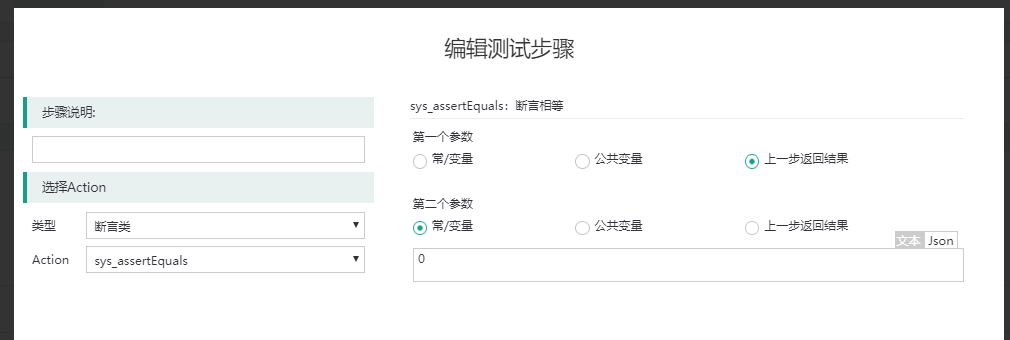 编辑测试步骤
步骤说明:
选择Action
类型 断言类
Action sys_assertEquals
sys_assertEquals：断言相等
第一个参数
常/变量 公共变量 上一步返回结果
第二个参数
常/变量 公共变量 上一步返回结果
文本 Json
0